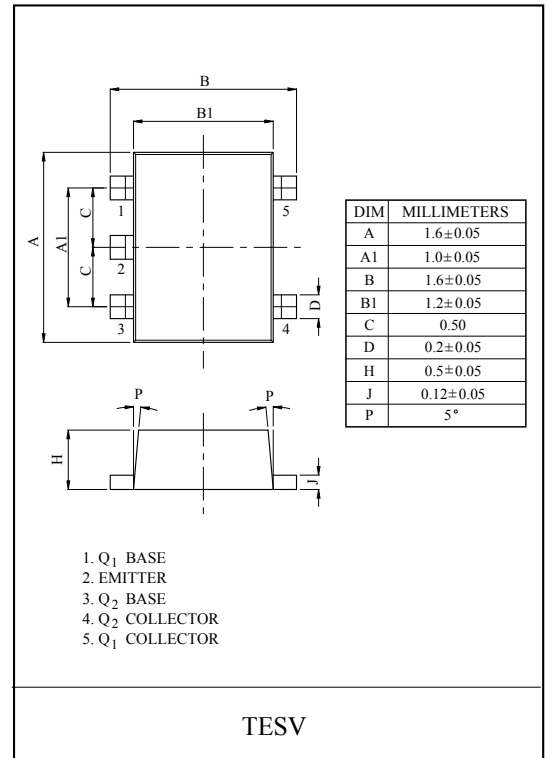 B
B1
A
A1
C
C
1
2
3
5
4
D
DIM MILLIMETERS
A 1.6±0.05
A1 1.0±0.05
B 1.6±0.05
B1 1.2±0.05
C 0.50
D 0.2±0.05
H 0.5±0.05
J 0.12±0.05
P 5°
P
P
H
J
1. Q1 BASE
2. EMITTER
3. Q2 BASE
4. Q2 COLLECTOR
5. Q1 COLLECTOR
TESV